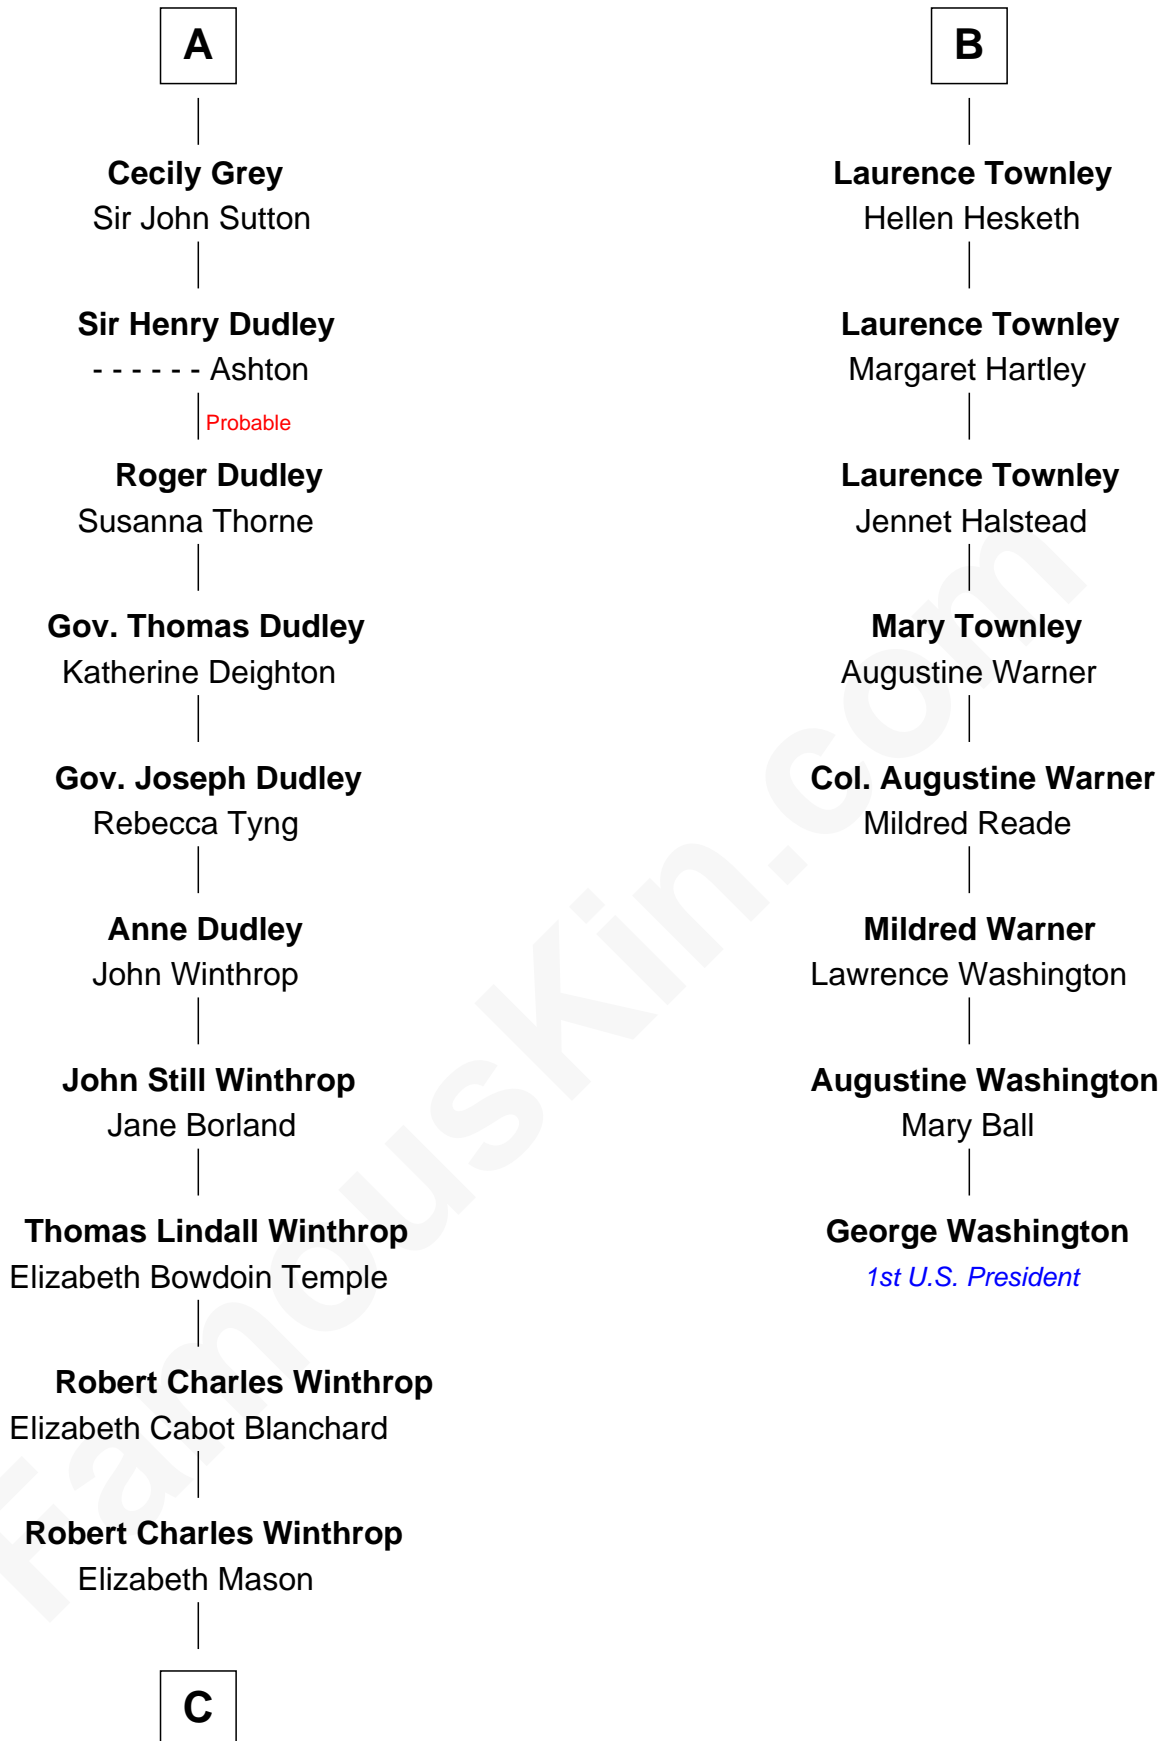 A
Cecily Grey
Sir John Sutton
Sir Henry Dudley
- - - - - - Ashton
Probable
Roger Dudley
Susanna Thorne
Gov. Thomas Dudley
Katherine Deighton
Gov. Joseph Dudley
Rebecca Tyng
Anne Dudley
John Winthrop
John Still Winthrop
Jane Borland
Thomas Lindall Winthrop
Elizabeth Bowdoin Temple
Robert Charles Winthrop
Elizabeth Cabot Blanchard
Robert Charles Winthrop
Elizabeth Mason
C
B
Laurence Townley
Hellen Hesketh
Laurence Townley
Margaret Hartley
Laurence Townley
Jennet Halstead
Mary Townley
Augustine Warner
Col. Augustine Warner
Mildred Reade
Mildred Warner
Lawrence Washington
Augustine Washington
Mary Ball
George Washington
1st U.S. President
FamousKin.com